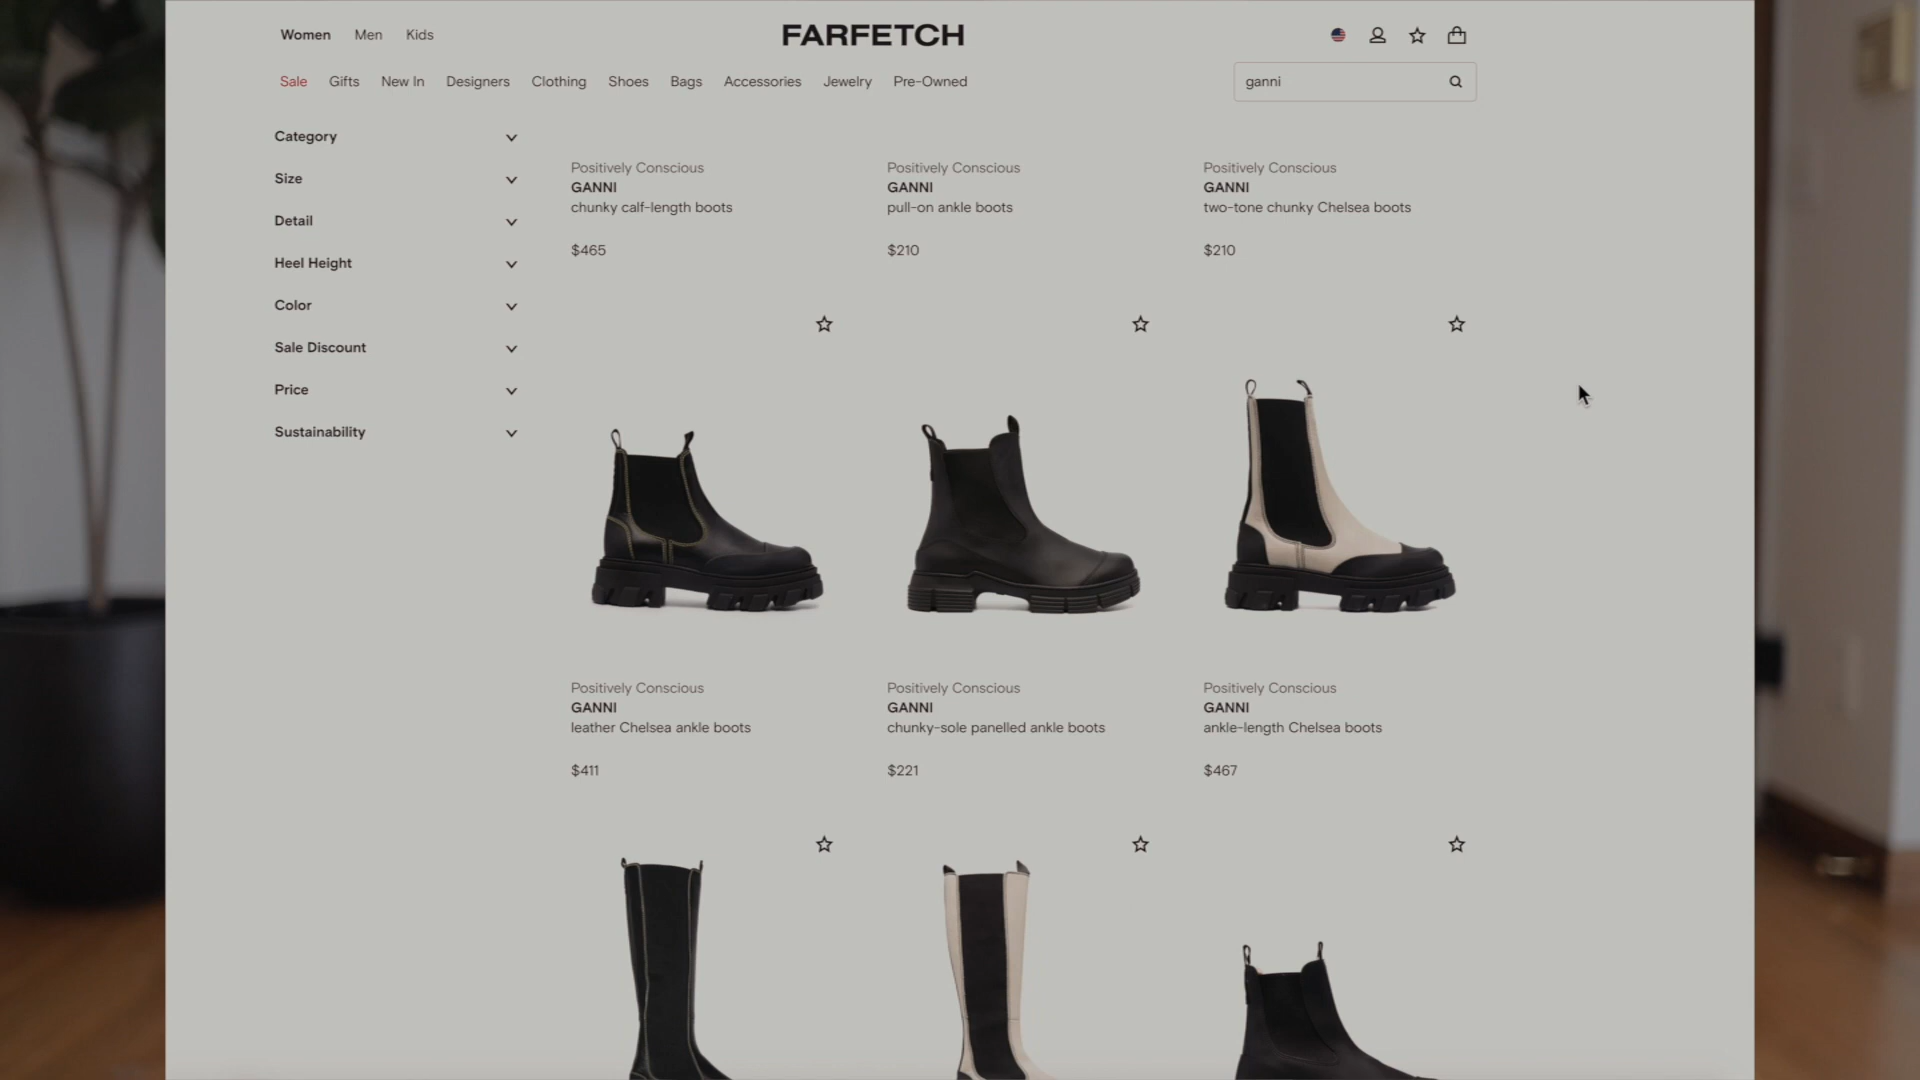 Women Men Kids
FARFETCH
Sale Gifts New In Designers Clothing Shoes Bags Accessories Jewelry Pre-Owned
ganni
Category
Size
Detail
Heel Height
Color
Sale Discount
Price
Sustainability
Positively Conscious
GANNI
chunky calf-length boots
$465
Positively Conscious
GANNI
pull-on ankle boots
$210
Positively Conscious
GANNI
two-tone chunky Chelsea boots
$210
Positively Conscious
GANNI
leather Chelsea ankle boots
$411
Positively Conscious
GANNI
chunky-sole panelled ankle boots
$221
Positively Conscious
GANNI
ankle-length Chelsea boots
$467